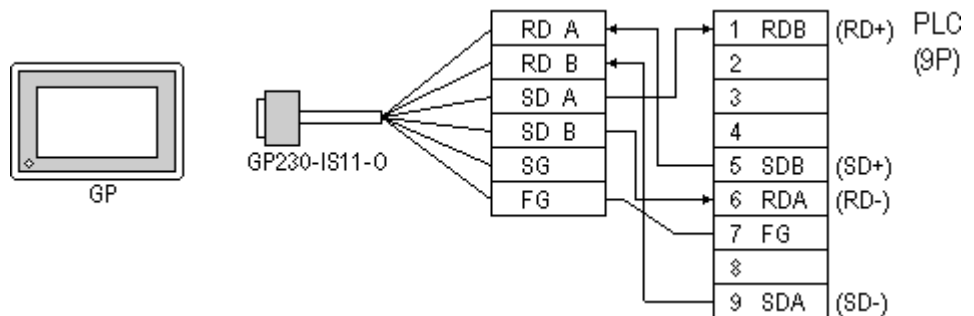 GP
GP230-IS11-O
RD A
RD B
SD A
SD B
SG
FG
1 RDB (RD+)
2
3
4
5 SDB (SD+)
6 RDA (RD-)
7 FG
8
9 SDA (SD-)
PLC
(9P)